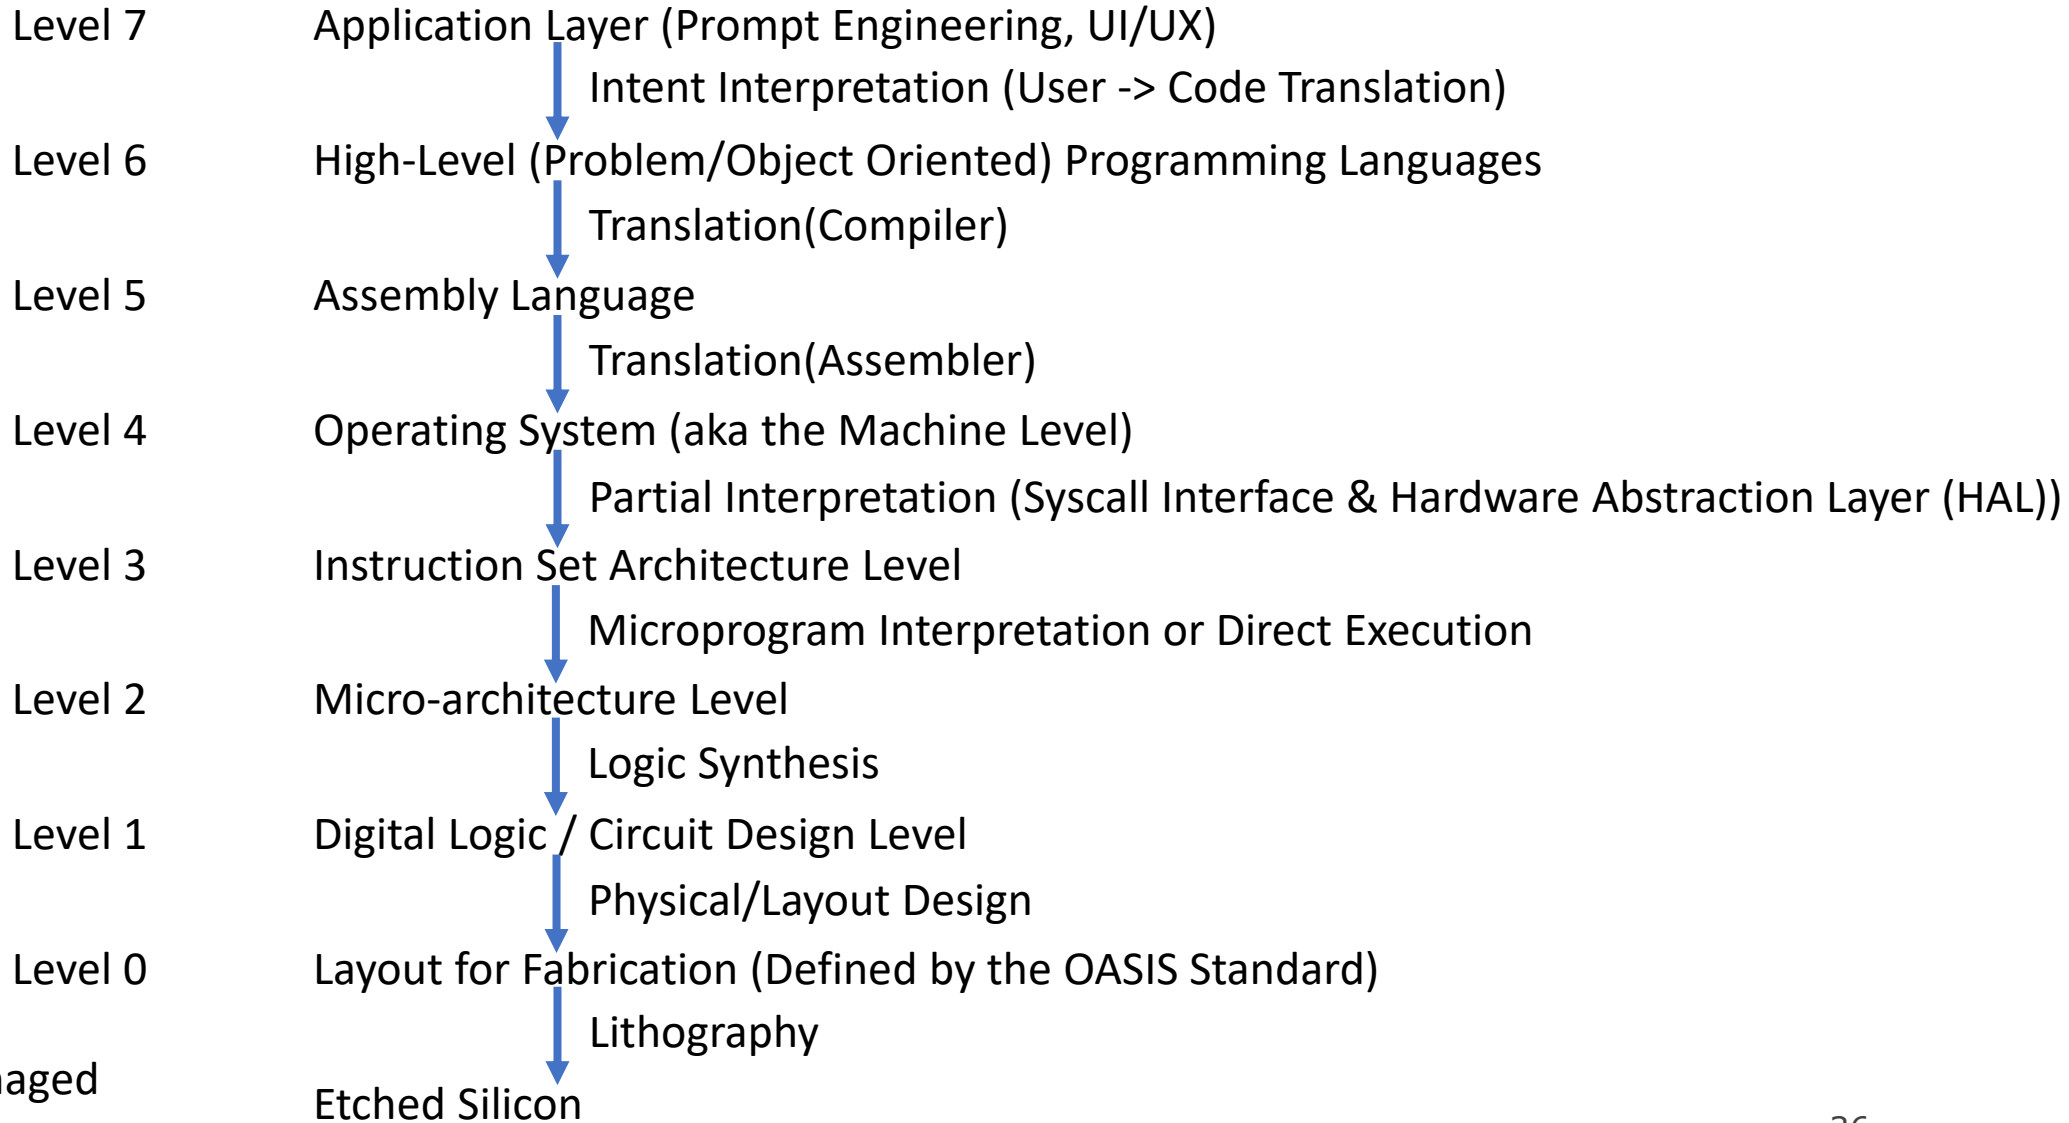 Level 7 Application Layer (Prompt Engineering, UI/UX)
Intent Interpretation (User -> Code Translation)
Level 6 High-Level (Problem/Object Oriented) Programming Languages
Translation(Compiler)
Level 5 Assembly Language
Translation(Assembler)
Level 4 Operating System (aka the Machine Level)
Partial Interpretation (Syscall Interface & Hardware Abstraction Layer (HAL))
Level 3 Instruction Set Architecture Level
Microprogram Interpretation or Direct Execution
Level 2 Micro-architecture Level
Logic Synthesis
Level 1 Digital Logic / Circuit Design Level
Physical/Layout Design
Level 0 Layout for Fabrication (Defined by the OASIS Standard)
Lithography
Etched Silicon